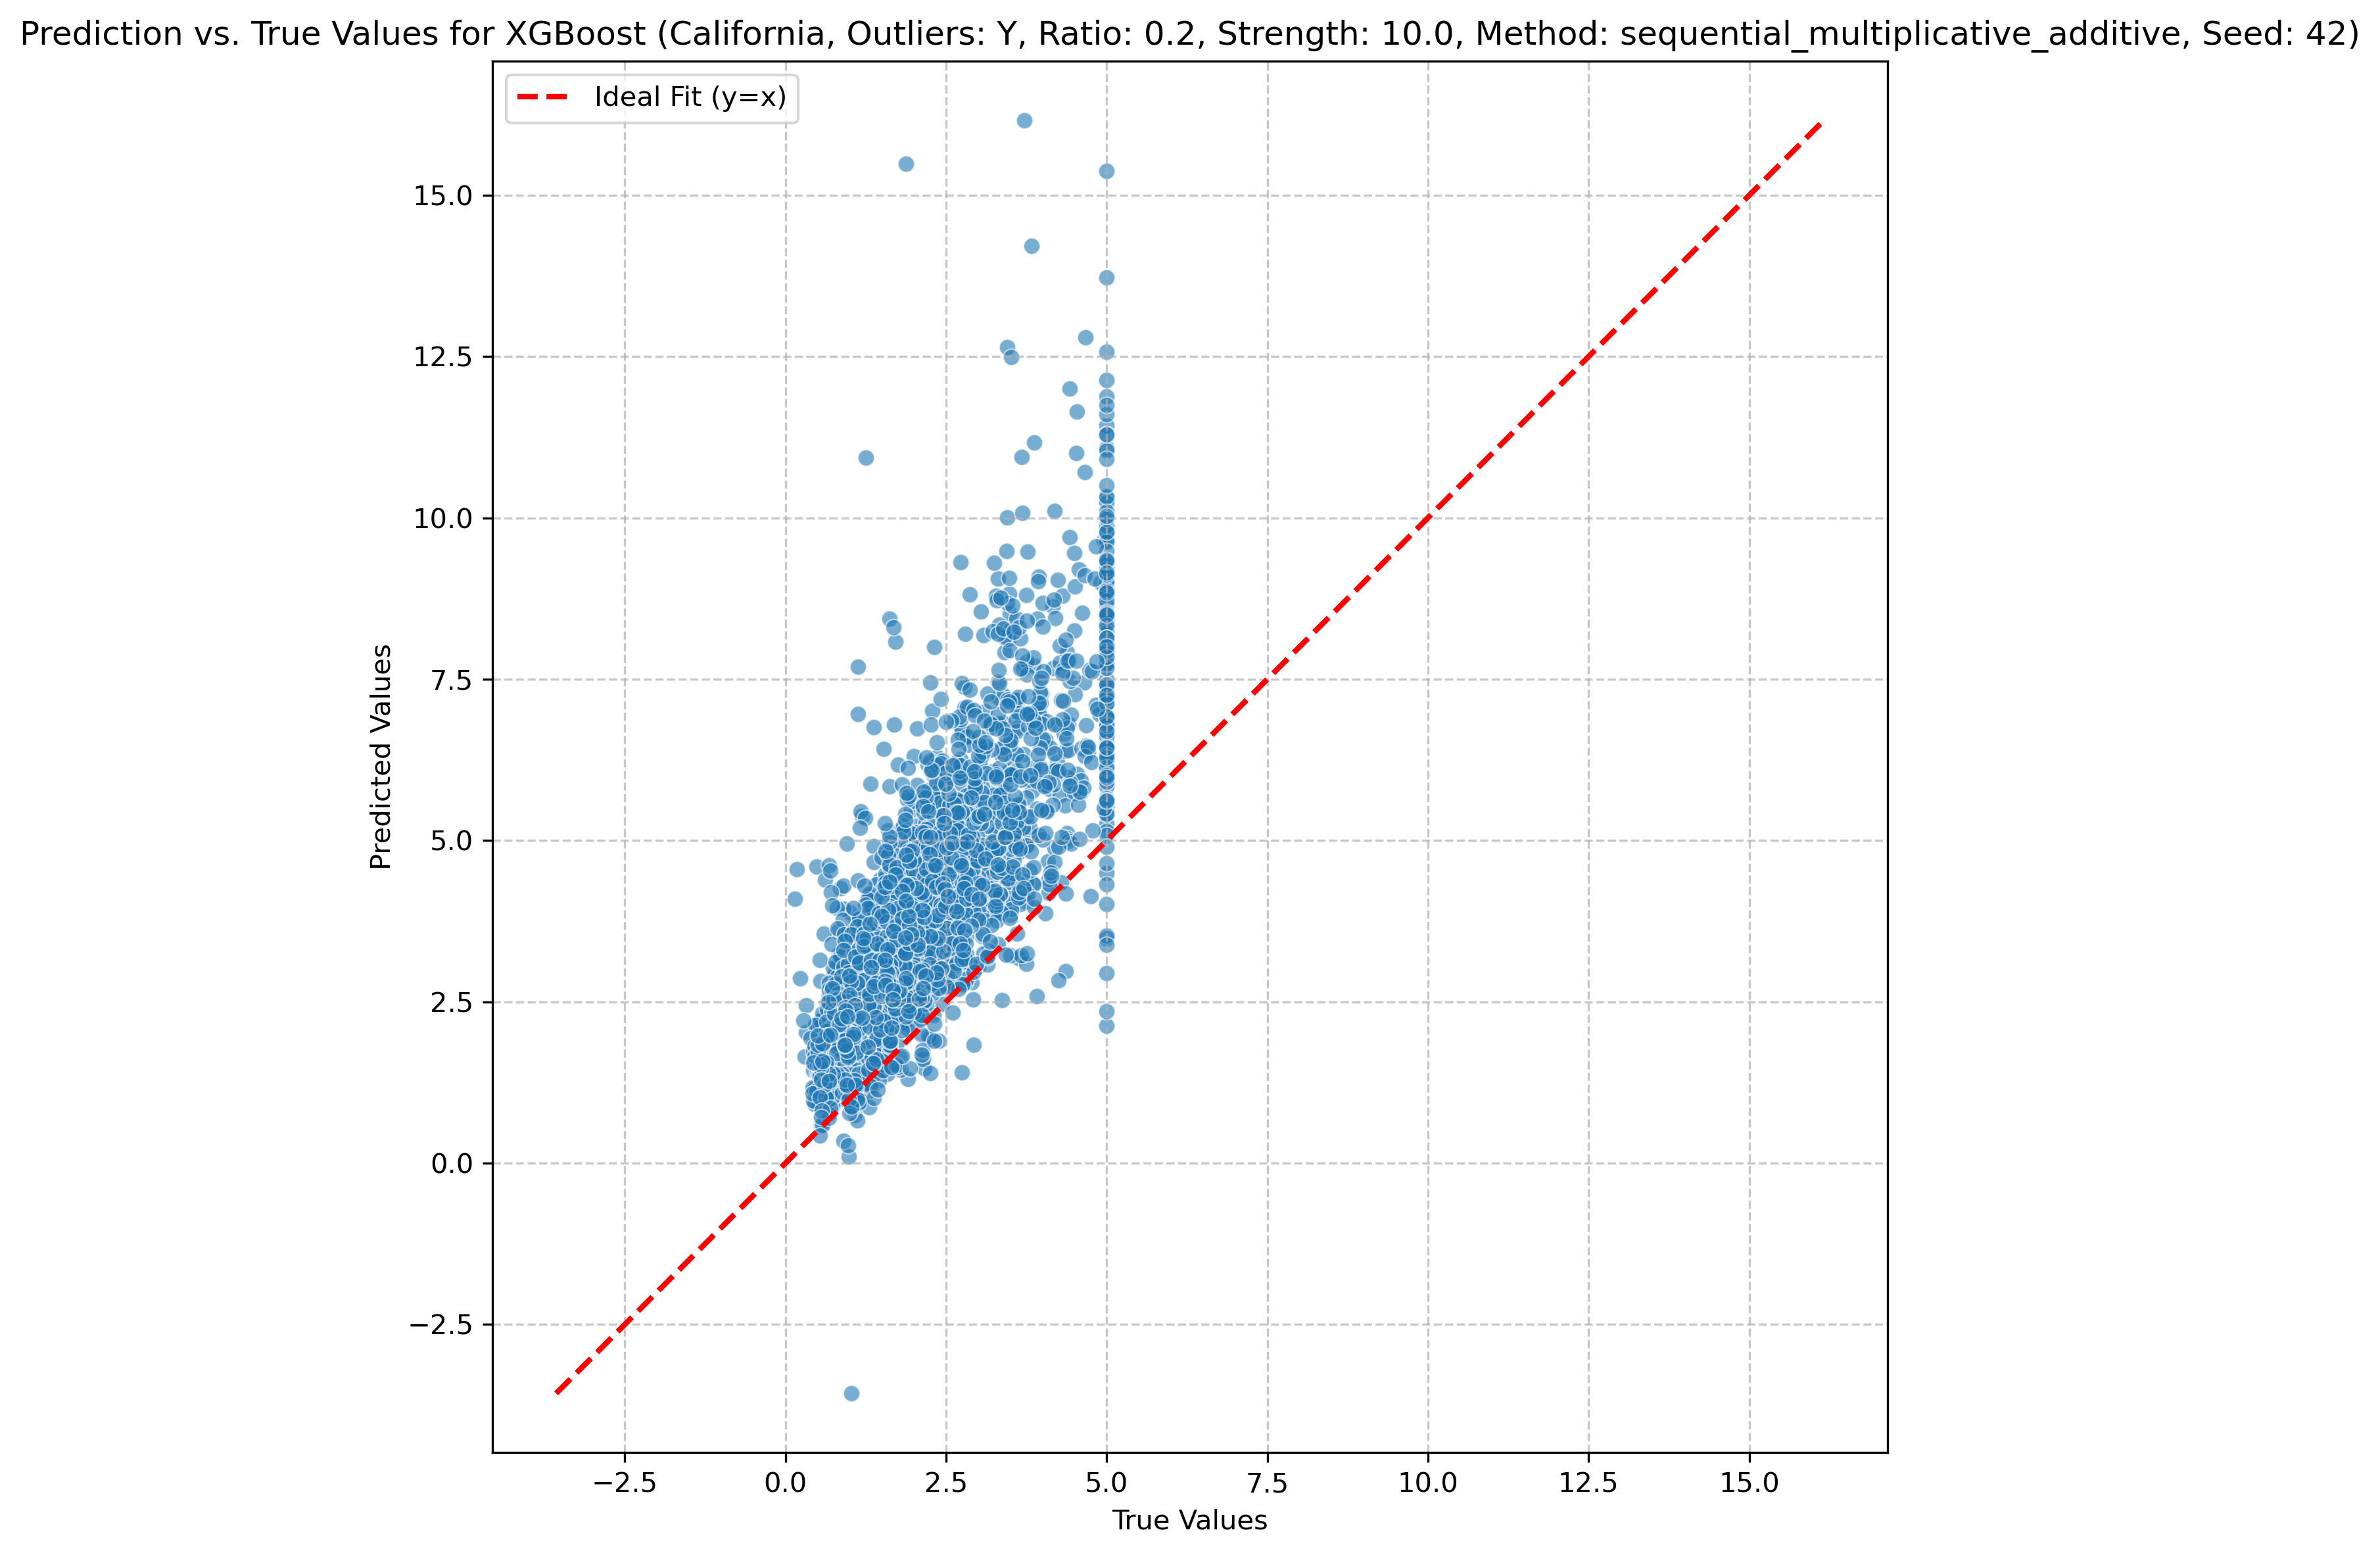 Prediction vs. True Values for XGBoost (California, Outliers: Y, Ratio: 0.2, Strength: 10.0, Method: sequential_multiplicative_additive, Seed: 42)
Ideal Fit (y=x)
15.0
12.5
10.0
7.5
5.0
2.5
0.0
−2.5
Predicted Values
−2.5 0.0 2.5 5.0 7.5 10.0 12.5 15.0
True Values